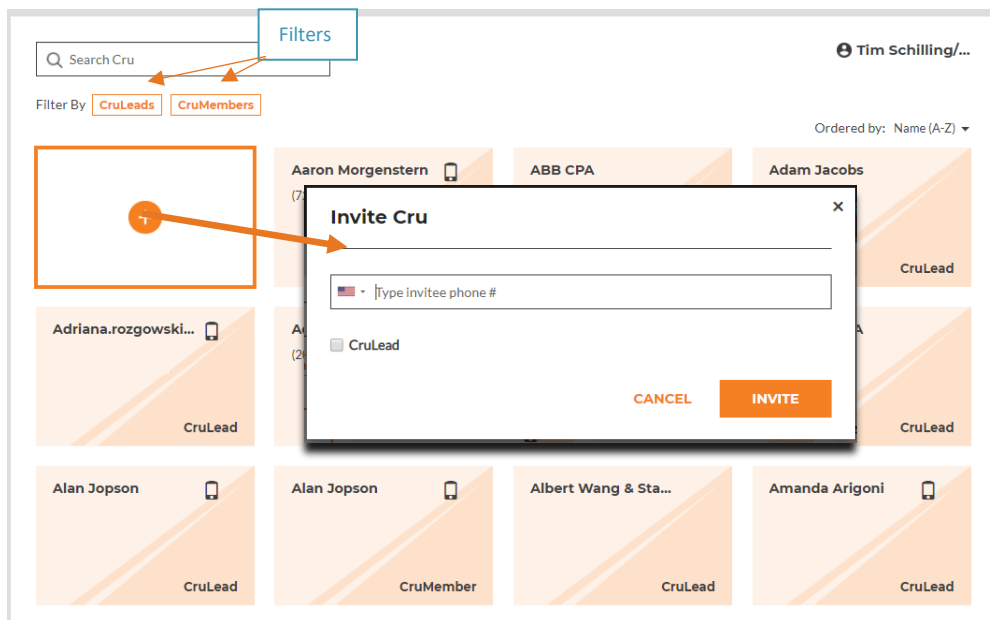 Filters
Search Cru
Tim Schilling/...
Filter By CruLeads CruMembers
Ordered by: Name (A-Z)
+
Aaron Morgenstern
ABB CPA
Adam Jacobs
CruLead
Invite Cru
×
Type invitee phone #
CruLead
CANCEL
INVITE
Adriana.rozgowski...
CruLead
CruLead
Alan Jopson
CruLead
Alan Jopson
CruMember
Albert Wang & Sta...
CruLead
Amanda Arigoni
CruLead